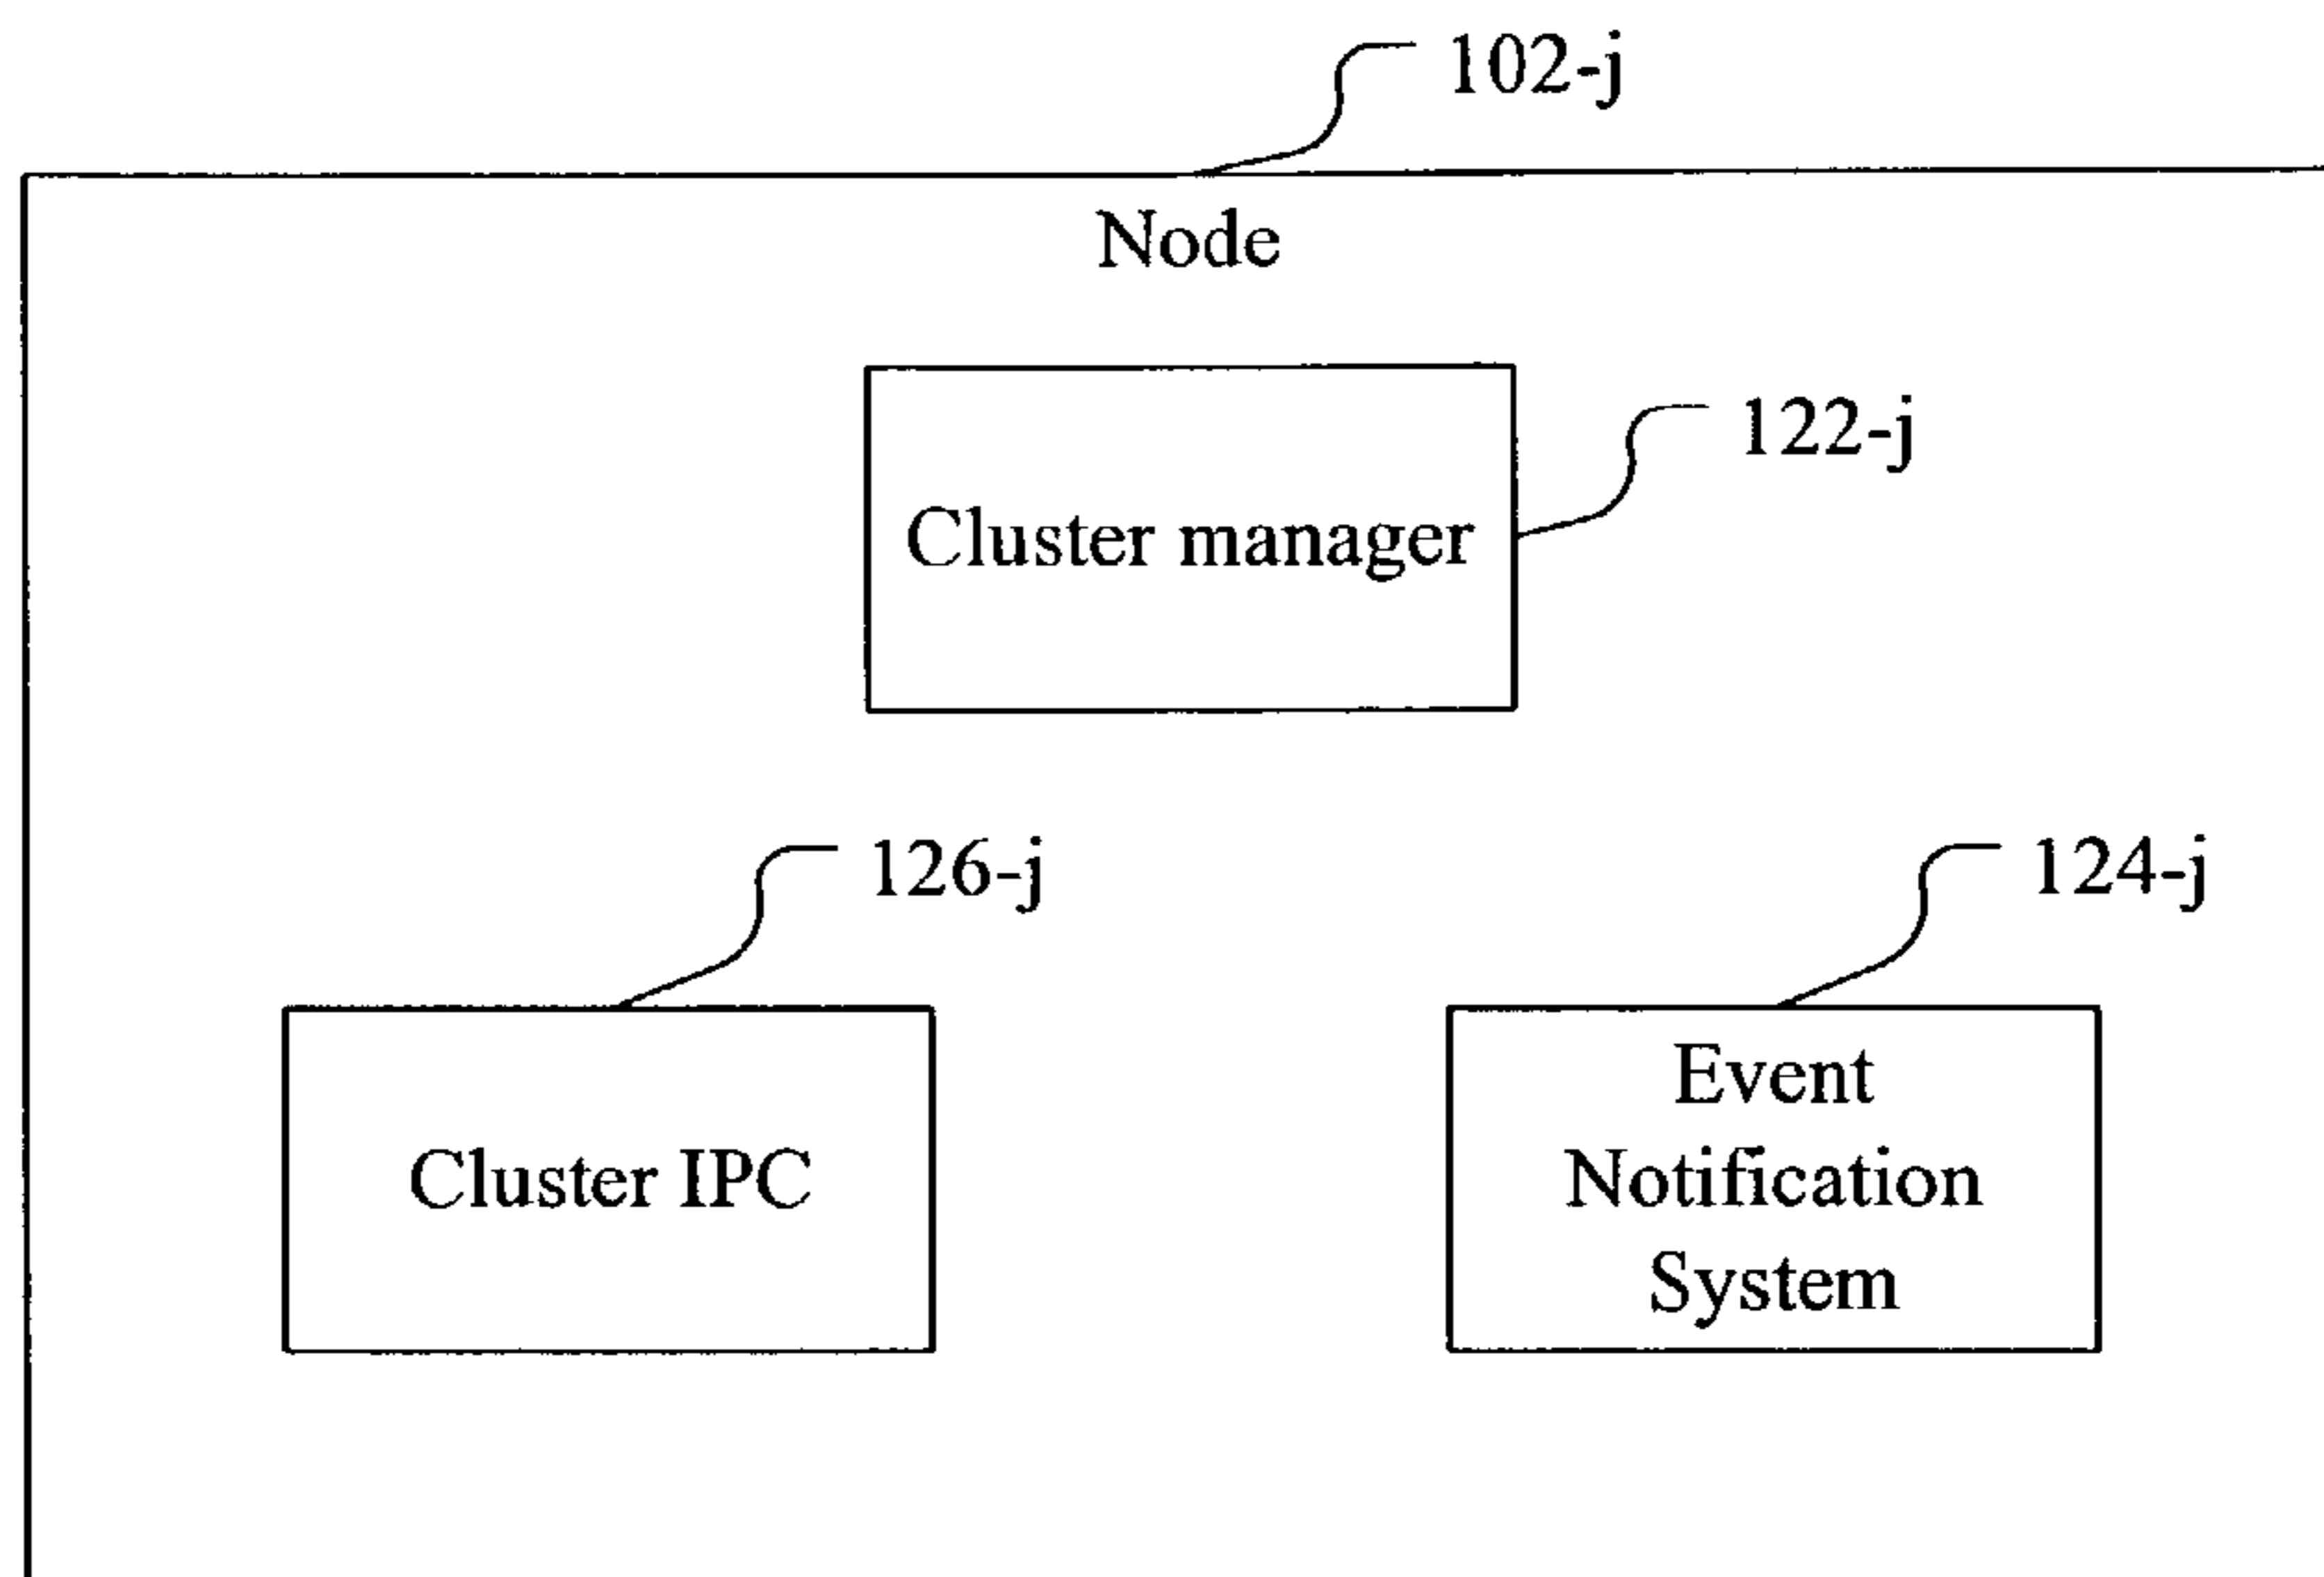 102-j
Node
122-j
Cluster manager
126-j
124-j
Cluster IPC
Event
Notification
System